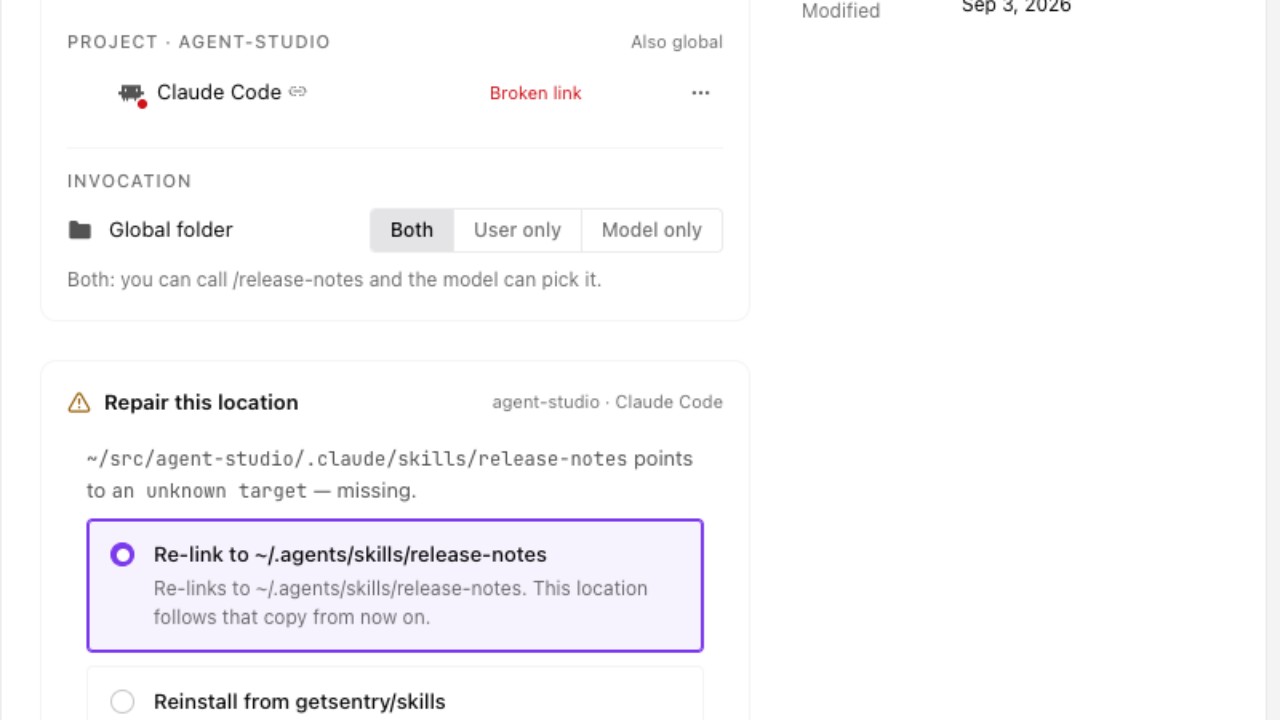 Modified Sep 3, 2026
PROJECT · AGENT-STUDIO Also global
Claude Code Broken link ···
INVOCATION
Global folder Both User only Model only
Both: you can call /release-notes and the model can pick it.
Repair this location agent-studio · Claude Code
~/src/agent-studio/.claude/skills/release-notes points
to an unknown target — missing.
Re-link to ~/.agents/skills/release-notes
Re-links to ~/.agents/skills/release-notes. This location
follows that copy from now on.
Reinstall from getsentry/skills